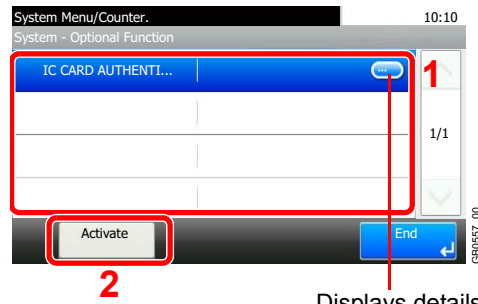 System Menu/Counter. 10:10
System - Optional Function
IC CARD AUTHENTI... 1
1/1
Activate End
2
GB0557_00
Displays details